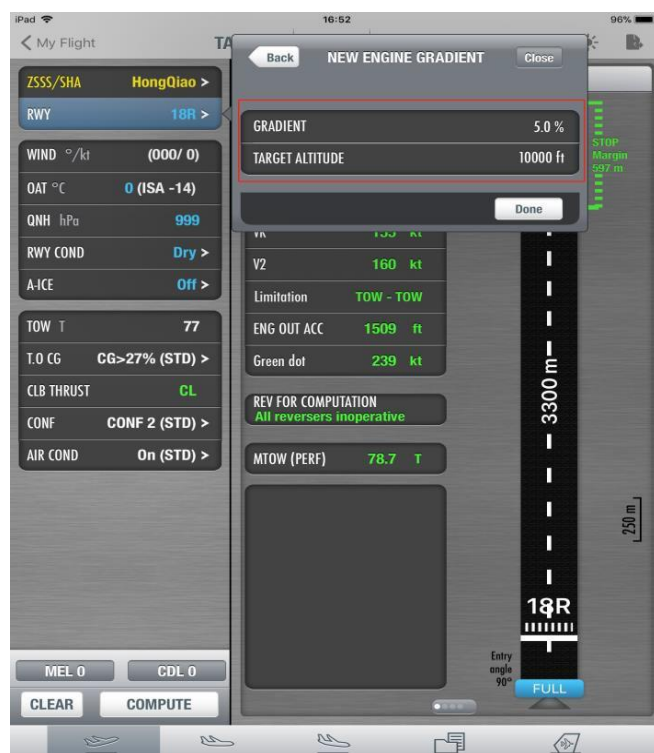 iPad 16:52 96%
My Flight TA
Back NEW ENGINE GRADIENT Close
ZSSS/SHA HongQiao >
RWY 18R >
GRADIENT 5.0 %
TARGET ALTITUDE 10000 ft
Done
STOP
Margin
597 m
WIND °/kt (000/ 0)
OAT °C 0 (ISA -14)
QNH hPa 999
RWY COND Dry >
A-ICE Off >
TOW T 77
T.O CG CG>27% (STD) >
CLB THRUST CL
CONF CONF 2 (STD) >
AIR COND On (STD) >
V2 160 kt
Limitation TOW - TOW
ENG OUT ACC 1509 ft
Green dot 239 kt
REV FOR COMPUTATION
All reversers inoperative
MTOW (PERF) 78.7 T
3300 m
250 m
18R
Entry
angle
90°
FULL
MEL 0 CDL 0
CLEAR COMPUTE